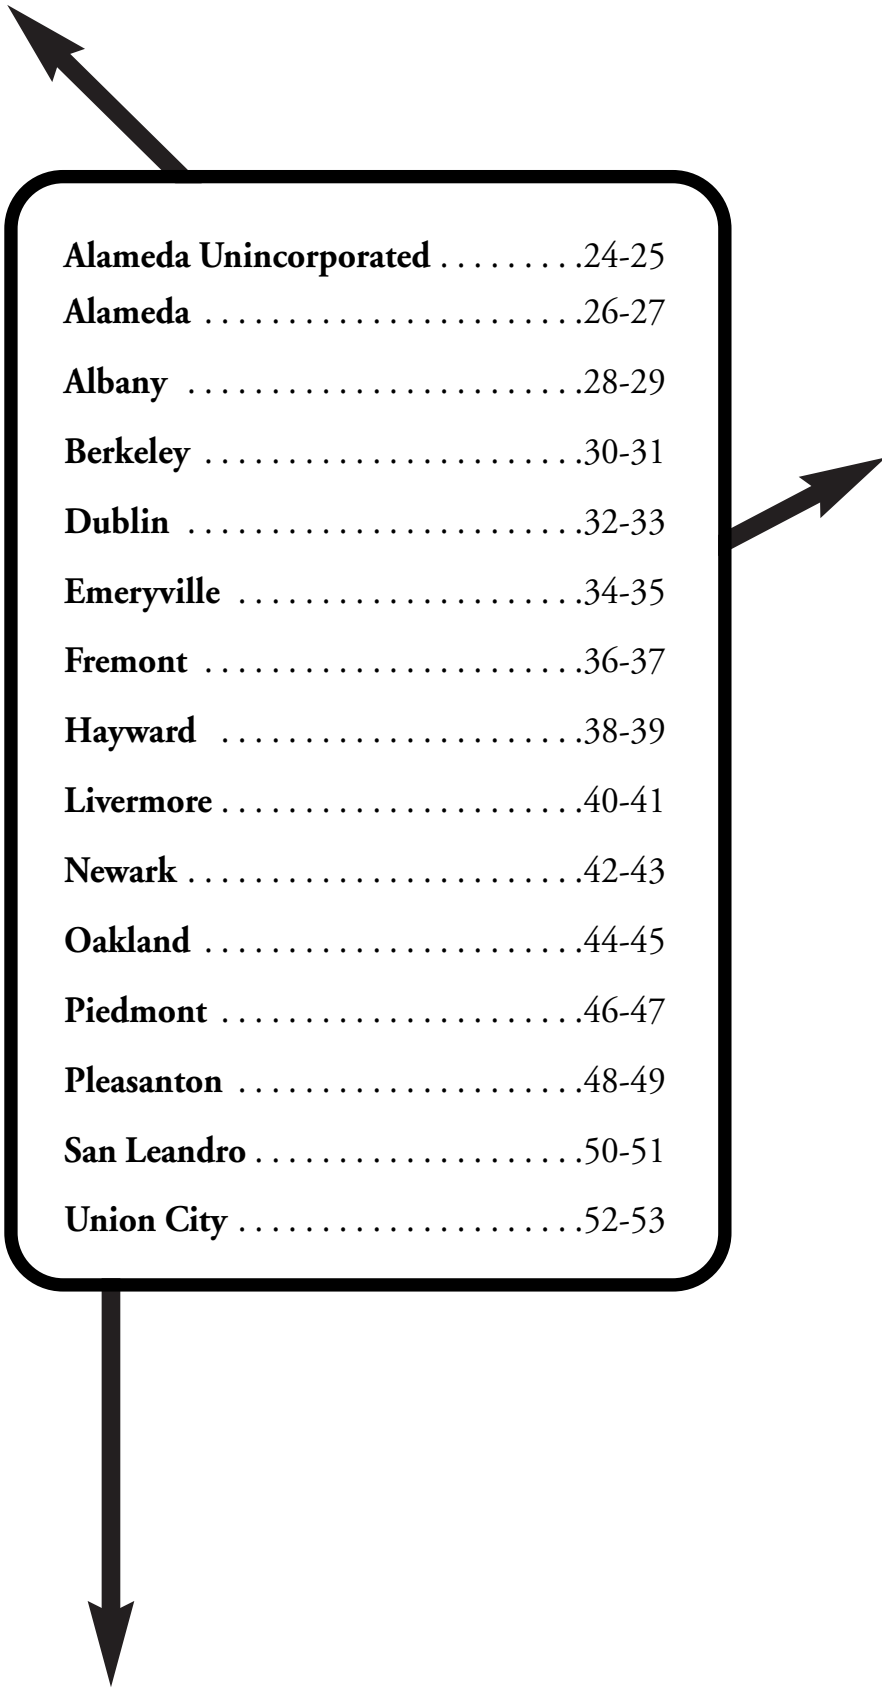 Alameda Unincorporated . . . . . . . . .24-25
Alameda . . . . . . . . . . . . . . . . . . . . . . .26-27
Albany . . . . . . . . . . . . . . . . . . . . . . . .28-29
Berkeley . . . . . . . . . . . . . . . . . . . . . . .30-31
Dublin . . . . . . . . . . . . . . . . . . . . . . . .32-33
Emeryville . . . . . . . . . . . . . . . . . . . . .34-35
Fremont . . . . . . . . . . . . . . . . . . . . . . .36-37
Hayward . . . . . . . . . . . . . . . . . . . . . .38-39
Livermore . . . . . . . . . . . . . . . . . . . . . .40-41
Newark . . . . . . . . . . . . . . . . . . . . . . . .42-43
Oakland . . . . . . . . . . . . . . . . . . . . . . .44-45
Piedmont . . . . . . . . . . . . . . . . . . . . . .46-47
Pleasanton . . . . . . . . . . . . . . . . . . . . .48-49
San Leandro . . . . . . . . . . . . . . . . . . . .50-51
Union City . . . . . . . . . . . . . . . . . . . . .52-53